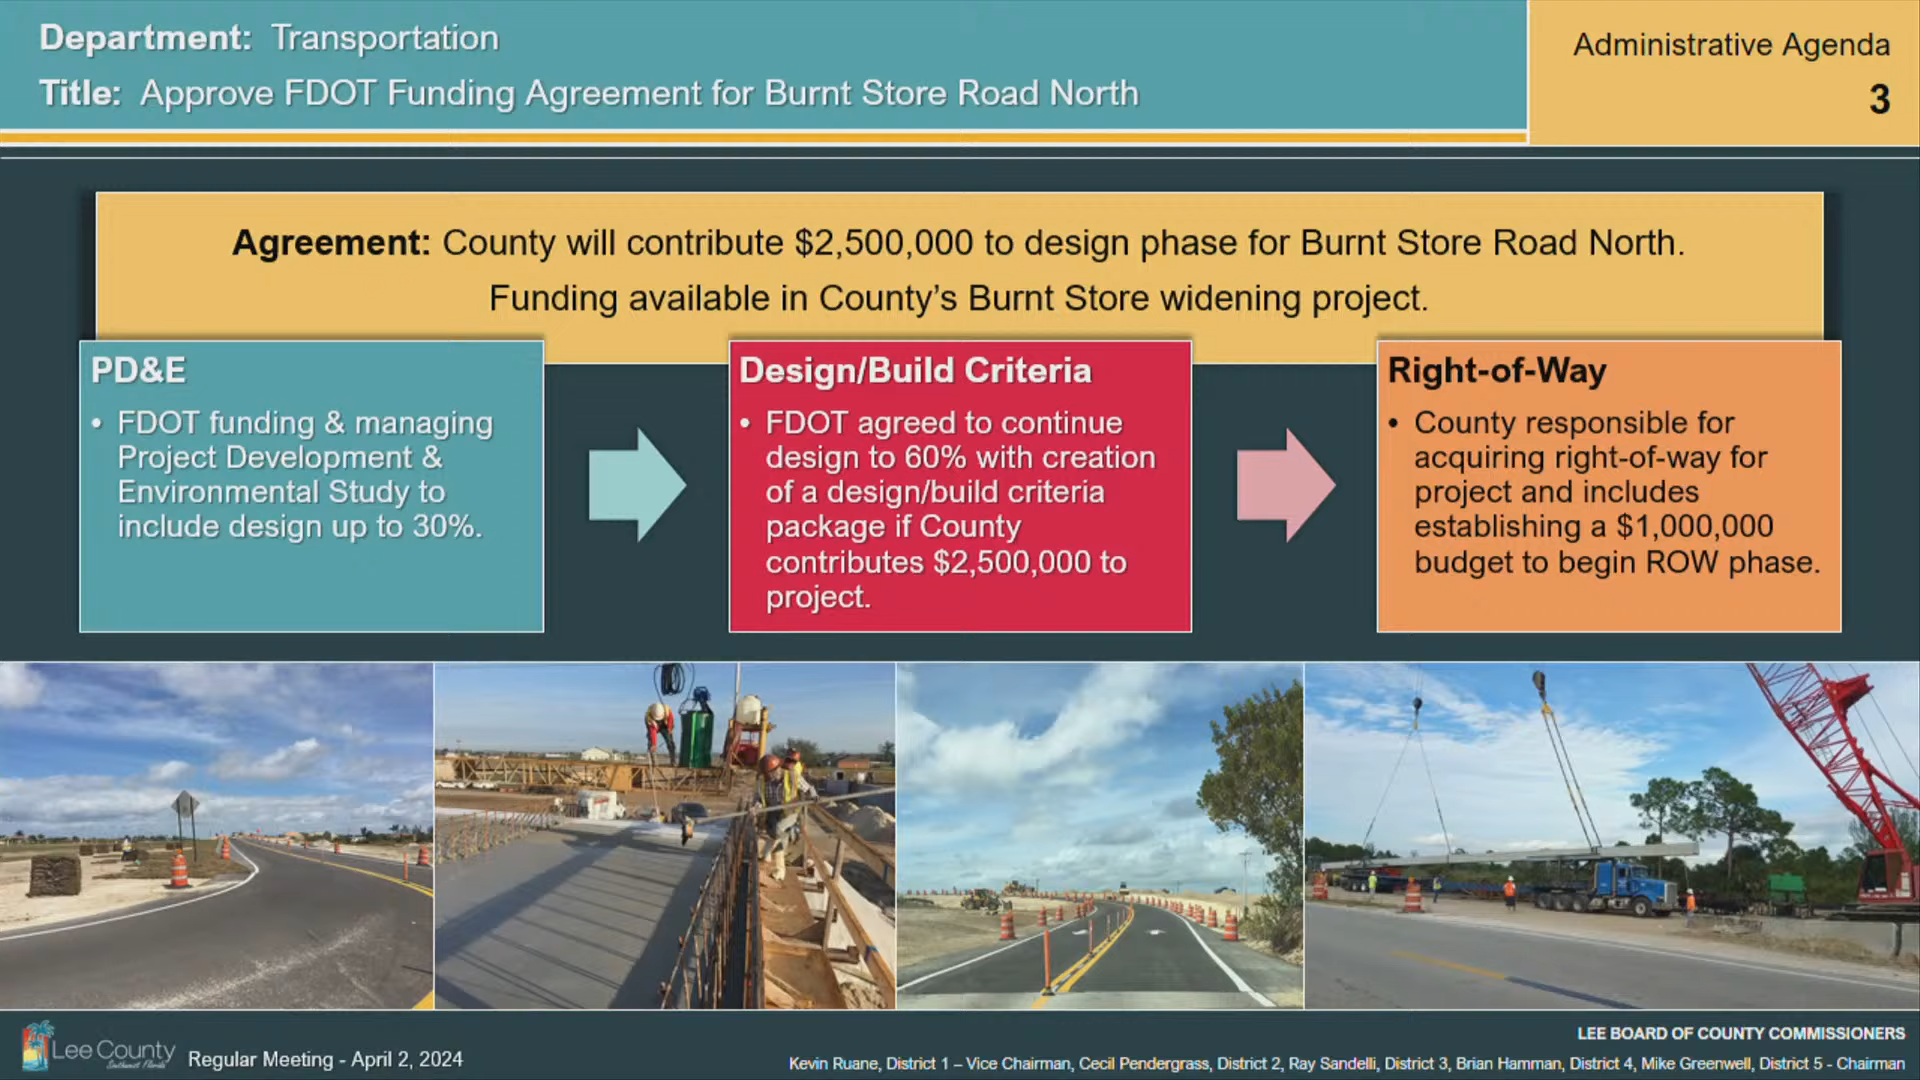 Department: Transportation
Title: Approve FDOT Funding Agreement for Burnt Store Road North
Administrative Agenda
3
Agreement: County will contribute $2,500,000 to design phase for Burnt Store Road North.
Funding available in County’s Burnt Store widening project.
PD&E
• FDOT funding & managing
Project Development &
Environmental Study to
include design up to 30%.
Design/Build Criteria
• FDOT agreed to continue
design to 60% with creation
of a design/build criteria
package if County
contributes $2,500,000 to
project.
Right-of-Way
• County responsible for
acquiring right-of-way for
project and includes
establishing a $1,000,000
budget to begin ROW phase.
Lee County
Southwest Florida
Regular Meeting - April 2, 2024
LEE BOARD OF COUNTY COMMISSIONERS
Kevin Ruane, District 1 – Vice Chairman, Cecil Pendergrass, District 2, Ray Sandelli, District 3, Brian Hamman, District 4, Mike Greenwell, District 5 - Chairman